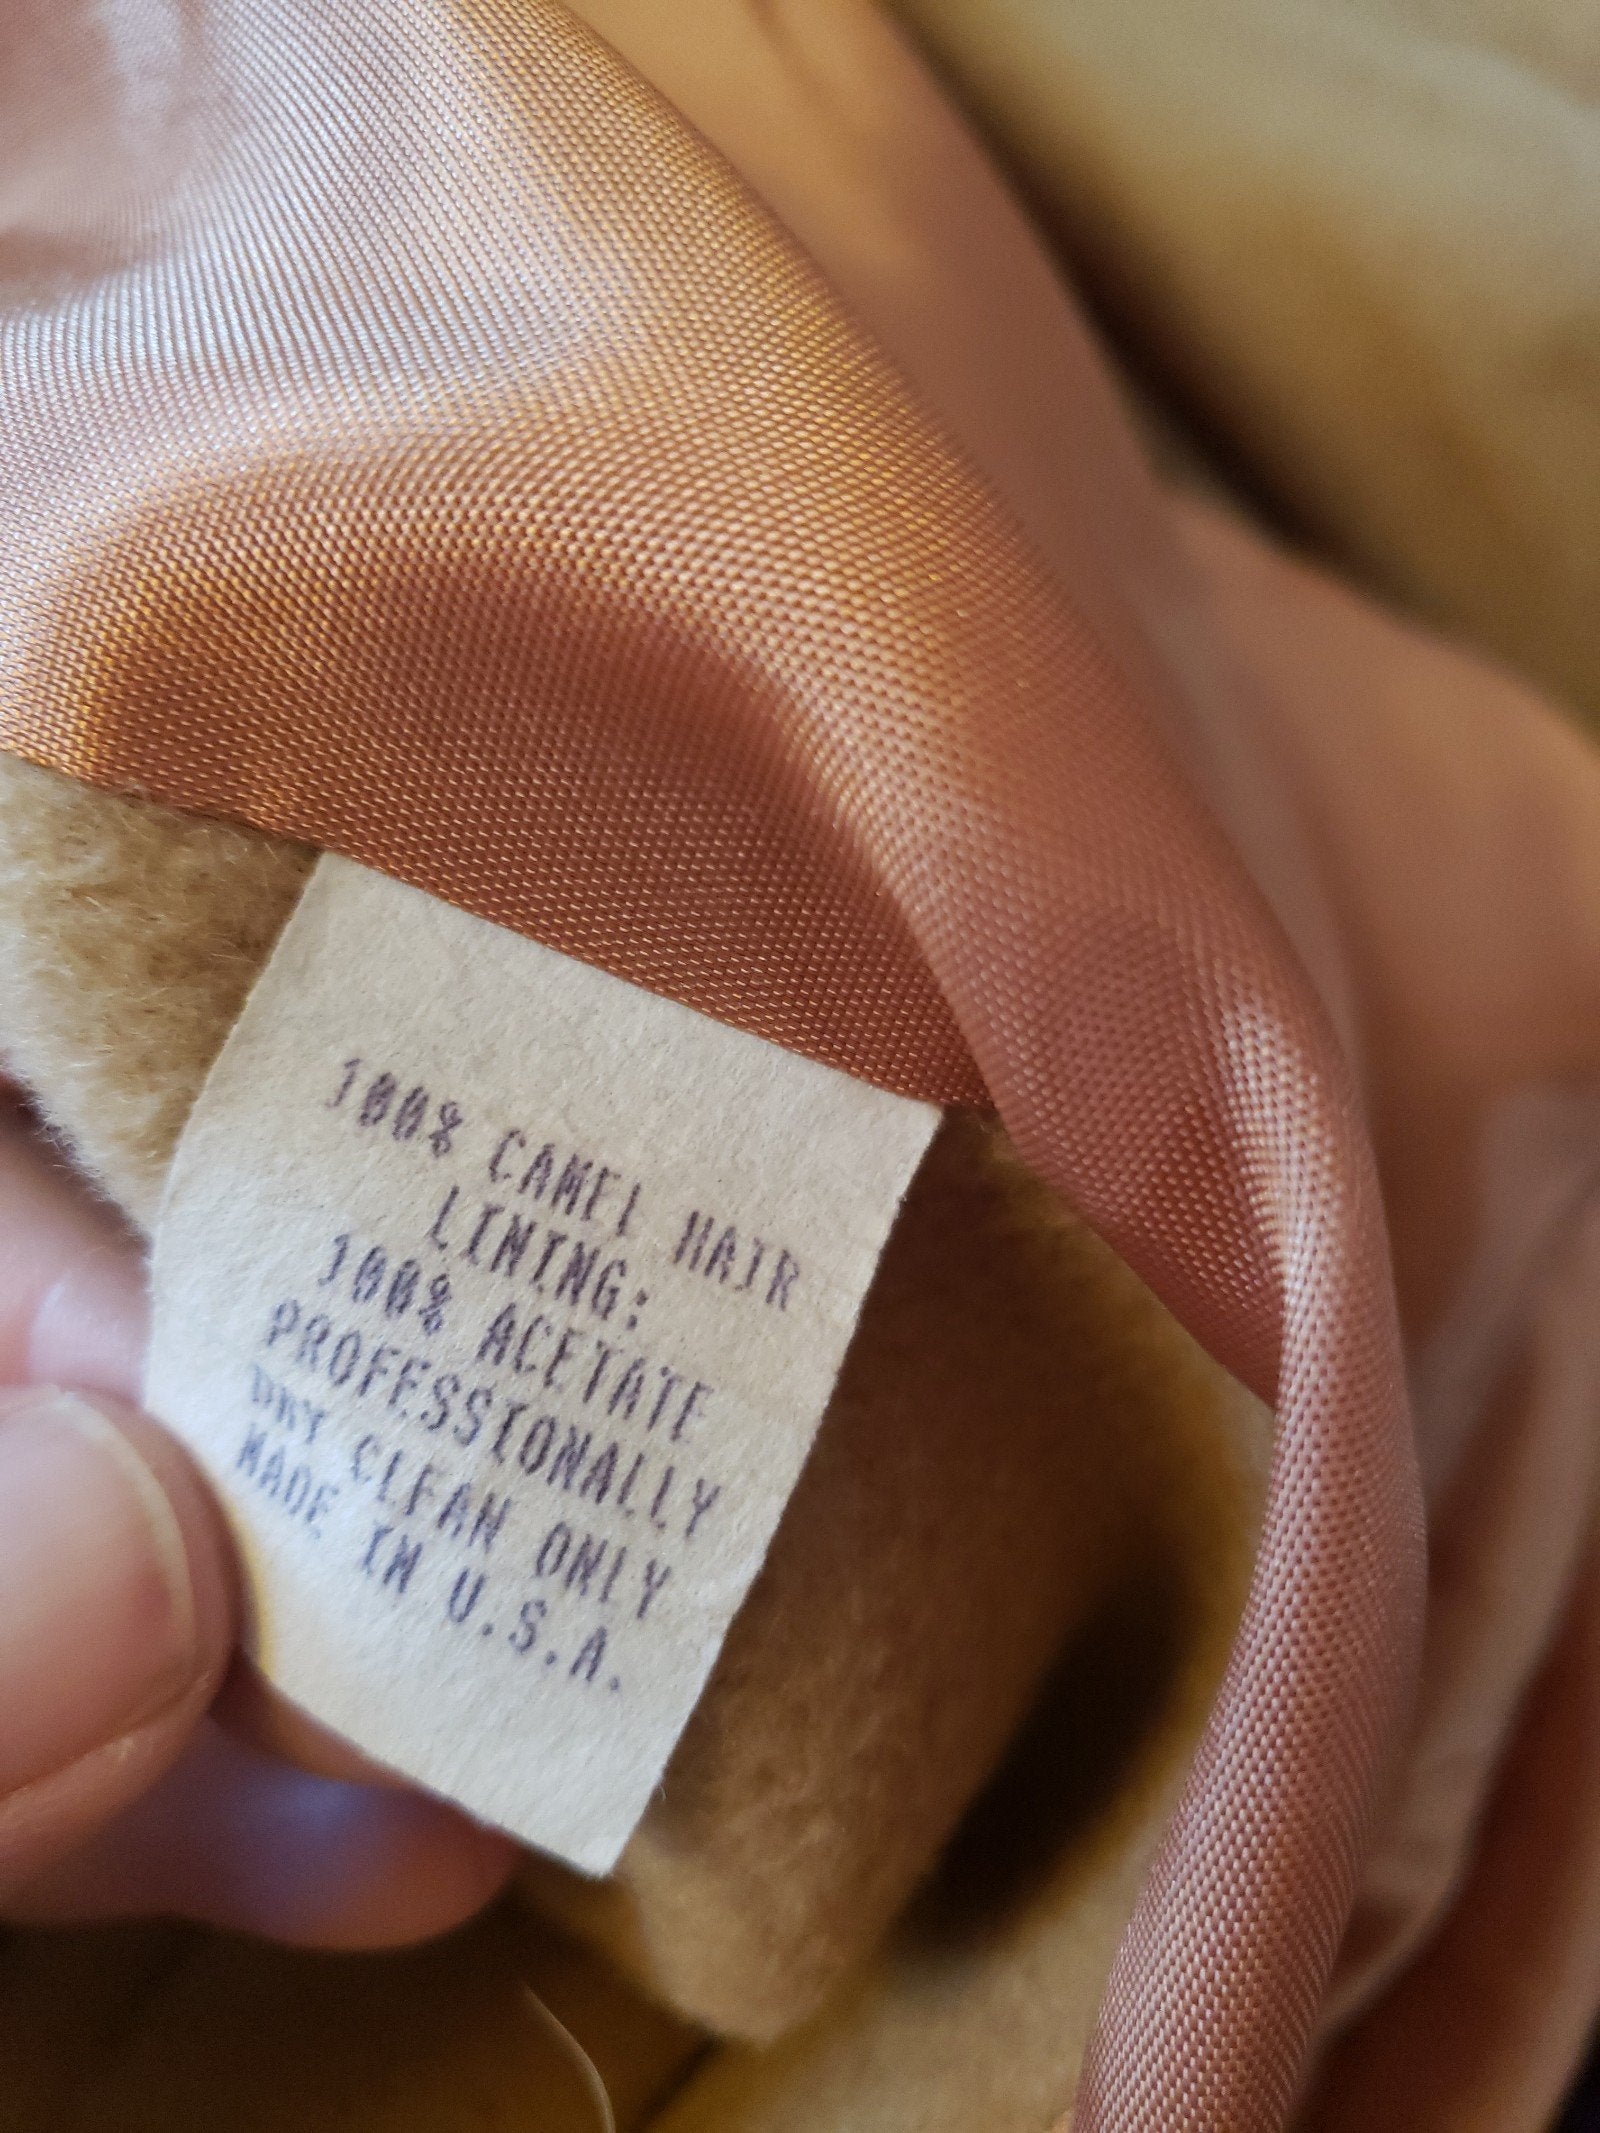 100% CAMEL HAIR
LINING:
100% ACETATE
PROFESSIONALLY
DRY CLEAN ONLY
MADE IN U.S.A.